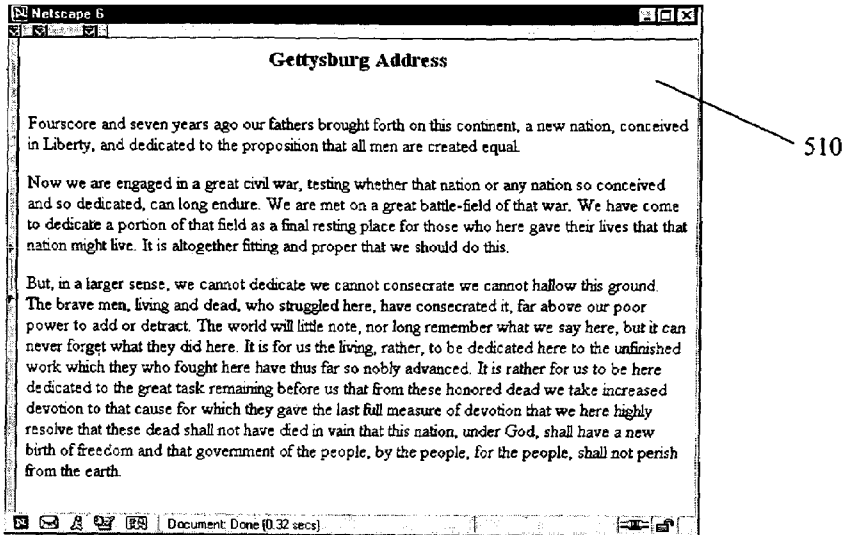 Netscape 6
Gettysburg Address
510
Fourscore and seven years ago our fathers brought forth on this continent, a new nation, conceived
in Liberty, and dedicated to the proposition that all men are created equal.
Now we are engaged in a great civil war, testing whether that nation or any nation so conceived
and so dedicated, can long endure. We are met on a great battle-field of that war. We have come
to dedicate a portion of that field as a final resting place for those who here gave their lives that that
nation might live. It is altogether fitting and proper that we should do this.
But, in a larger sense, we cannot dedicate we cannot consecrate we cannot hallow this ground.
The brave men, living and dead, who struggled here, have consecrated it, far above our poor
power to add or detract. The world will little note, nor long remember what we say here, but it can
never forget what they did here. It is for us the living, rather, to be dedicated here to the unfinished
work which they who fought here have thus far so nobly advanced. It is rather for us to be here
dedicated to the great task remaining before us that from these honored dead we take increased
devotion to that cause for which they gave the last full measure of devotion that we here highly
resolve that these dead shall not have died in vain that this nation, under God, shall have a new
birth of freedom and that government of the people, by the people, for the people, shall not perish
from the earth.
Document: Done (0.32 secs)